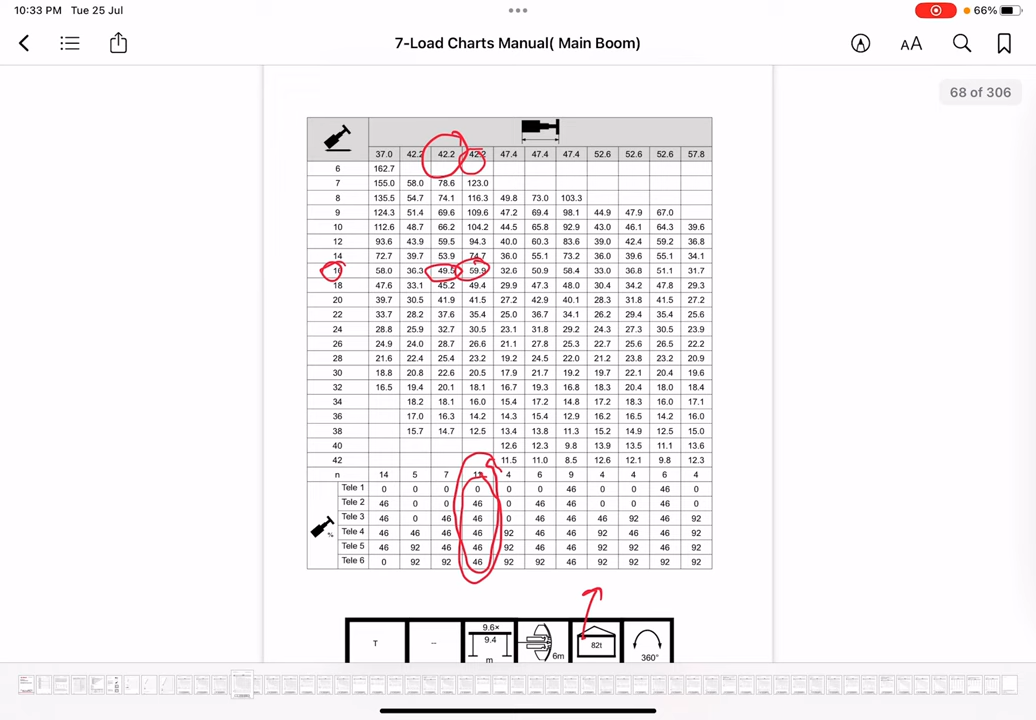 10:33 PM Tue 25 Jul
66%
7-Load Charts Manual( Main Boom)
AA
68 of 306
37.0 42.2 42.2 42.2 47.4 47.4 47.4 52.6 52.6 52.6 57.8
6 162.7
7 155.0 58.0 78.6 123.0
8 135.5 54.7 74.1 116.3 49.8 73.0 103.3
9 124.3 51.4 69.6 109.6 47.2 69.4 98.1 44.9 47.9 67.0
10 112.6 48.7 66.2 104.2 44.5 65.8 92.9 43.0 46.1 64.3 39.6
12 93.6 43.9 59.5 94.3 40.0 60.3 83.6 39.0 42.4 59.2 36.8
14 72.7 39.7 53.9 74.7 36.0 55.1 73.2 36.0 39.6 55.1 34.1
16 58.0 36.3 49.5 59.9 32.6 50.9 58.4 33.0 36.8 51.1 31.7
18 47.6 33.1 45.2 49.4 29.9 47.3 48.0 30.4 34.2 47.8 29.3
20 39.7 30.5 41.9 41.5 27.2 42.9 40.1 28.3 31.8 41.5 27.2
22 33.7 28.2 37.6 35.4 25.0 36.7 34.1 26.2 29.4 35.4 25.6
24 28.8 25.9 32.7 30.5 23.1 31.8 29.2 24.3 27.3 30.5 23.9
26 24.9 24.0 28.7 26.6 21.1 27.8 25.3 22.7 25.6 26.5 22.2
28 21.6 22.4 25.4 23.2 19.2 24.5 22.0 21.2 23.8 23.2 20.9
30 18.8 20.8 22.6 20.5 17.9 21.7 19.2 19.7 22.1 20.4 19.6
32 16.5 19.4 20.1 18.1 16.7 19.3 16.8 18.3 20.4 18.0 18.4
34 18.2 18.1 16.0 15.4 17.2 14.8 17.2 18.3 16.0 17.1
36 17.0 16.3 14.2 14.3 15.4 12.9 16.2 16.5 14.2 16.0
38 15.7 14.7 12.5 13.4 13.8 11.3 15.2 14.9 12.5 15.0
40 12.6 12.3 9.8 13.9 13.5 11.1 13.6
42 11.5 11.0 8.5 12.6 12.1 9.8 12.3
n 14 5 7 4 6 9 4 4 6 4
Tele 1 0 0 0 0 0 0 46 0 0 46 0
Tele 2 46 0 0 46 0 46 46 0 0 46 0
Tele 3 46 0 46 46 0 46 46 46 92 46 92
Tele 4 46 46 46 46 92 46 46 92 92 46 92
Tele 5 46 92 46 46 92 46 46 92 92 46 92
Tele 6 0 92 92 46 92 92 46 92 92 92 92
%
T -- 9.6× 9.4 m 6m 82t 360°